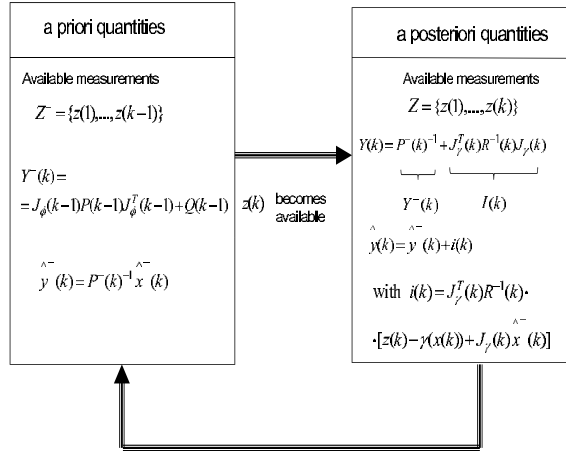 a priori quantities
Available measurements
Z⁻ = {z(1),...,z(k−1)}
Y⁻(k) =
= J_φ(k−1)P(k−1)J_φ^T(k−1)+Q(k−1)
ŷ⁻(k) = P⁻(k)⁻¹ x̂⁻(k)
z(k) becomes
available
a posteriori quantities
Available measurements
Z = {z(1),...,z(k)}
Y(k) = P⁻(k)⁻¹ + J_γ^T(k)R⁻¹(k)J_γ(k)
Y⁻(k) I(k)
ŷ(k) = ŷ⁻(k) + i(k)
with i(k) = J_γ^T(k)R⁻¹(k)·
·[z(k) − γ(x(k)) + J_γ(k)x̂⁻(k)]